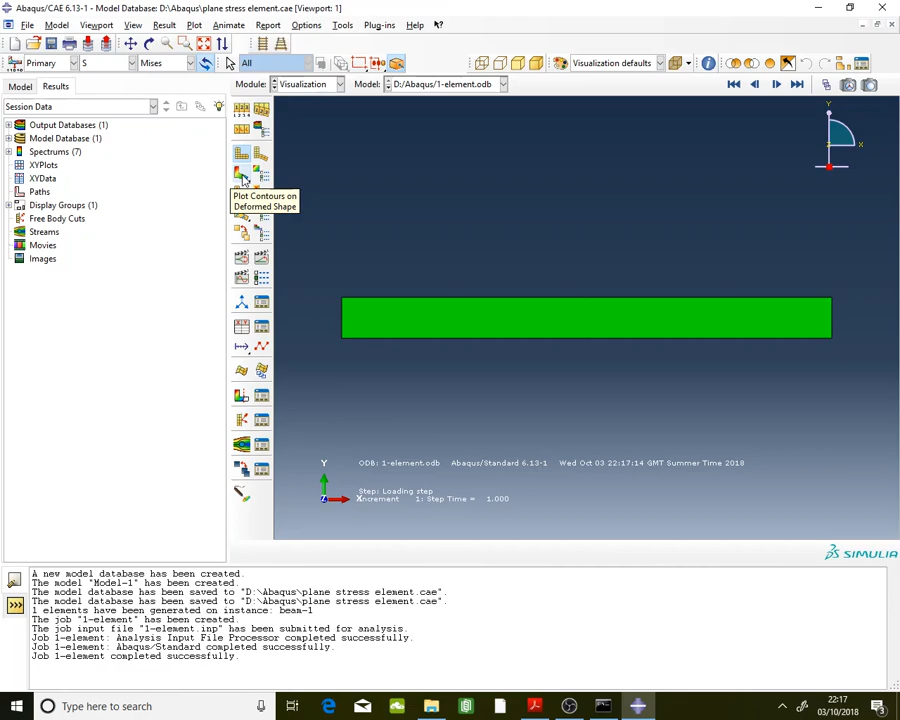 Abaqus/CAE 6.13-1 - Model Database: D:\Abaqus\plane stress element.cae [Viewport: 1]
File Model Viewport View Result Plot Animate Report Options Tools Plug-ins Help
Primary S Mises All Visualization defaults
Model Results Module: Visualization Model: D:/Abaqus/1-element.odb
Session Data
Output Databases (1)
Model Database (1)
Spectrums (7)
XYPlots
XYData
Paths
Display Groups (1)
Free Body Cuts
Streams
Movies
Images
Plot Contours on
Deformed Shape
Y
X
Z
Y
ODB: 1-element.odb Abaqus/Standard 6.13-1 Wed Oct 03 22:17:14 GMT Summer Time 2018
Step: Loading step
Z X Increment 1: Step Time = 1.000
SIMULIA
A new model database has been created.
The model "Model-1" has been created.
The model database has been saved to "D:\Abaqus\plane stress element.cae".
The model database has been saved to "D:\Abaqus\plane stress element.cae".
1 elements have been generated on instance: beam-1
The job "1-element" has been created.
The job input file "1-element.inp" has been submitted for analysis.
Job 1-element: Analysis Input File Processor completed successfully.
Job 1-element: Abaqus/Standard completed successfully.
Job 1-element completed successfully.
Type here to search
22:17
03/10/2018